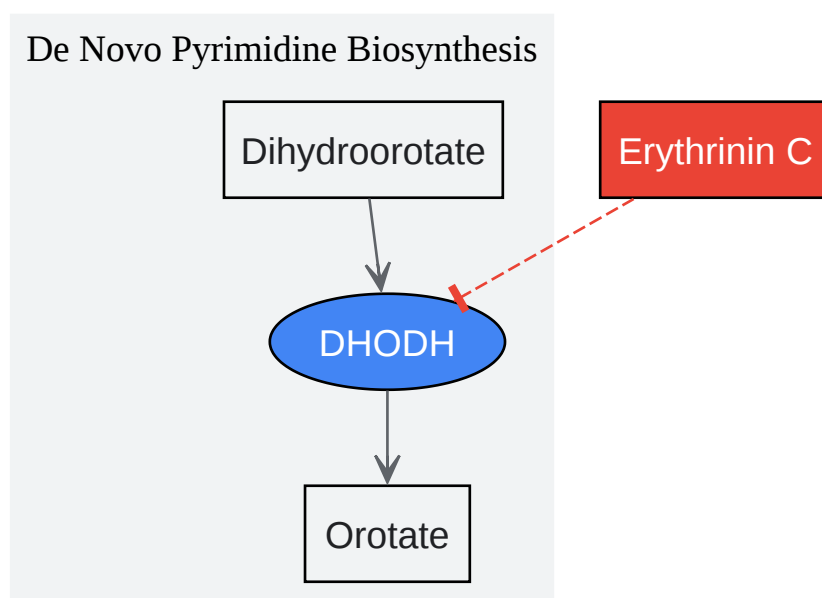 De Novo Pyrimidine Biosynthesis
Dihydroorotate
Erythrinin C
DHODH
Orotate